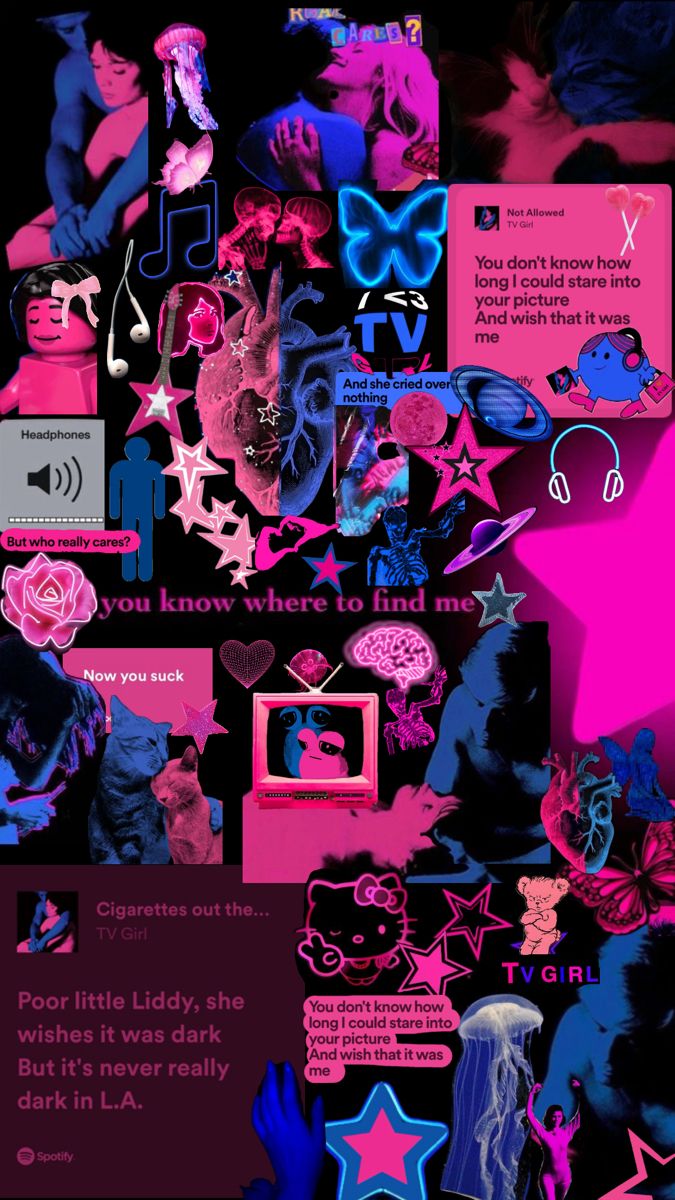 REAL
CARES?
Not Allowed
TV Girl
You don't know how
long I could stare into
your picture
And wish that it was
me
I <3
TV
And she cried over
nothing
Headphones
But who really cares?
you know where to find me
Now you suck
Cigarettes out the...
TV Girl
Poor little Liddy, she
wishes it was dark
But it's never really
dark in L.A.
Spotify
TV GIRL
You don't know how
long I could stare into
your picture
And wish that it was
me